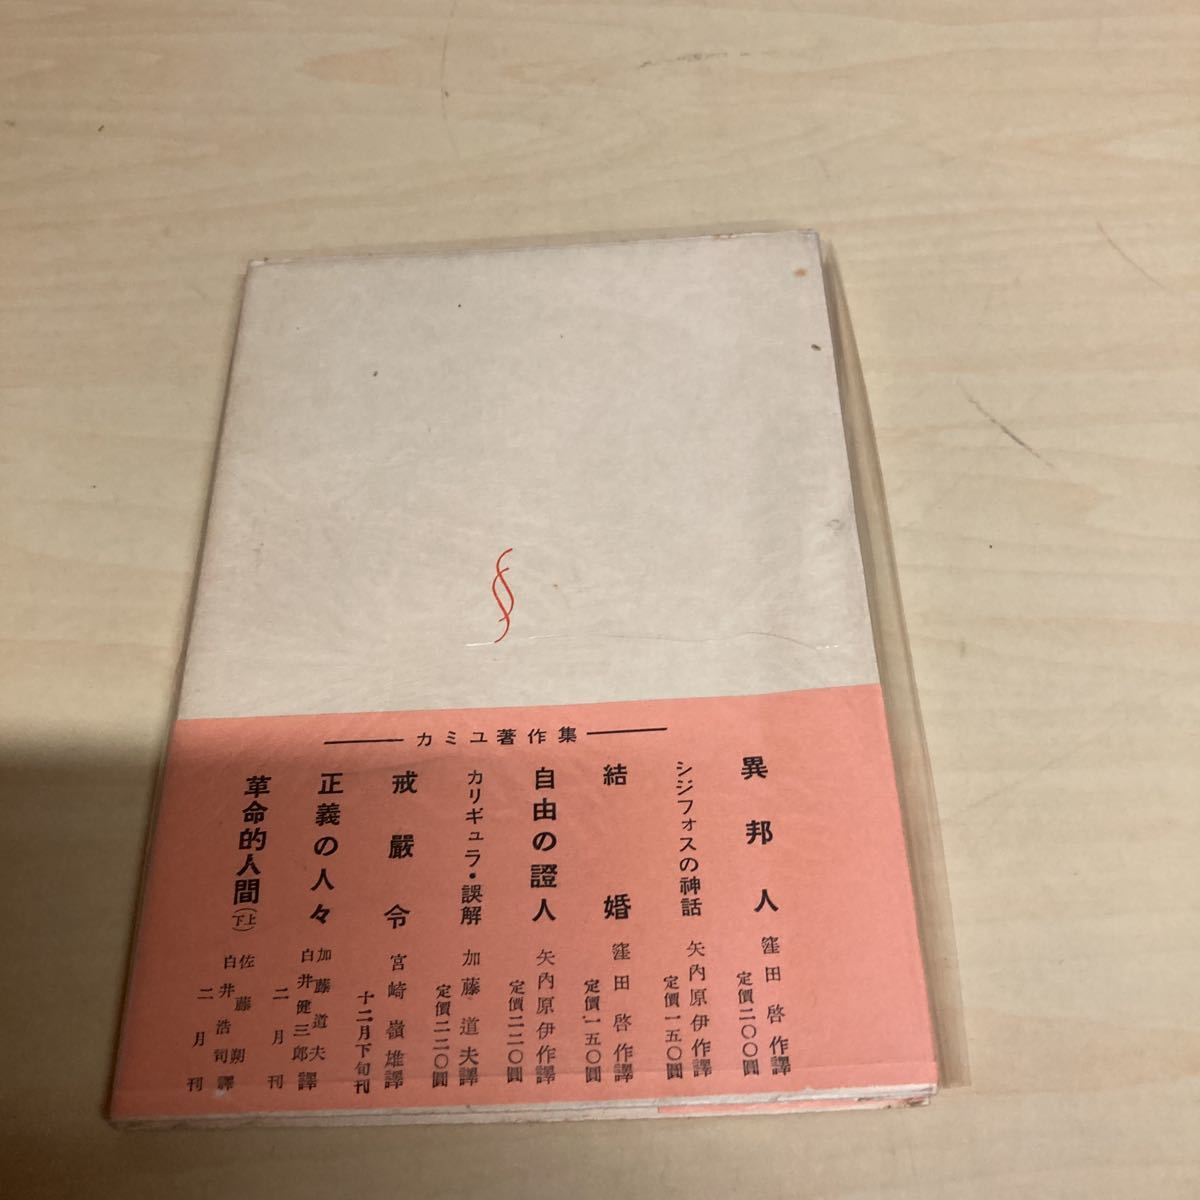 カミユ著作集
異邦人 窪田啓作譯
定價二〇〇圓
シジフォスの神話 矢內原伊作譯
定價一五〇圓
結婚 窪田啓作譯
定價一五〇圓
自由の證人 矢內原伊作譯
定價二二〇圓
カリギュラ・誤解 加藤道夫譯
定價二二〇圓
戒嚴令 宮崎嶺雄譯
十二月下旬刊
正義の人々 加藤道夫 白井健三郎 譯
二月刊
革命的人間(上下) 佐藤朔 白井浩司 譯
二月刊